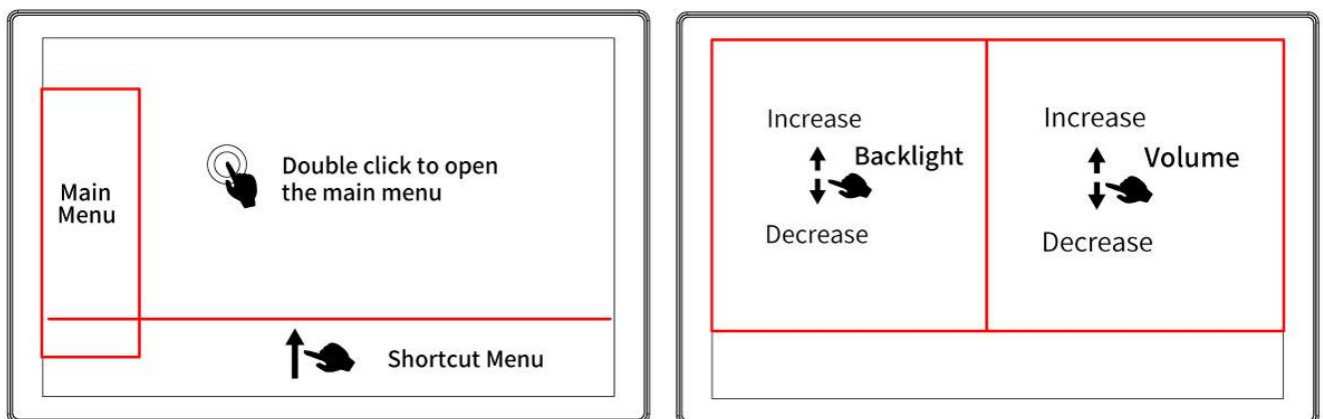 Main
Menu
Double click to open
the main menu
Shortcut Menu
Increase
Backlight
Decrease
Increase
Volume
Decrease